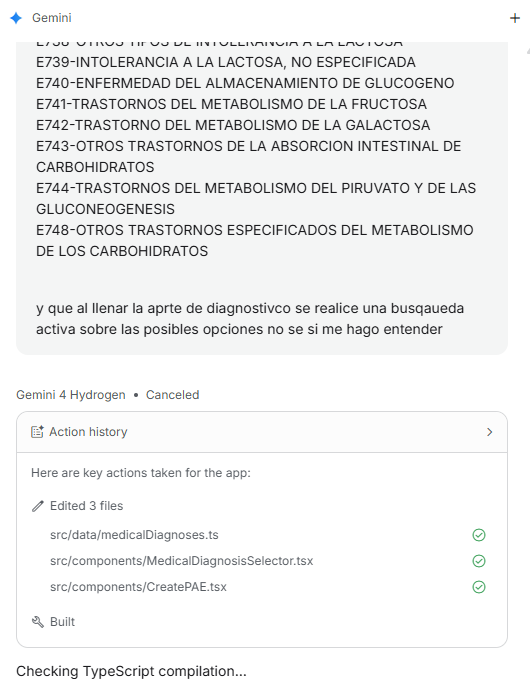 Gemini
E738-OTROS TIPOS DE INTOLERANCIA A LA LACTOSA
E739-INTOLERANCIA A LA LACTOSA, NO ESPECIFICADA
E740-ENFERMEDAD DEL ALMACENAMIENTO DE GLUCOGENO
E741-TRASTORNOS DEL METABOLISMO DE LA FRUCTOSA
E742-TRASTORNO DEL METABOLISMO DE LA GALACTOSA
E743-OTROS TRASTORNOS DE LA ABSORCION INTESTINAL DE
CARBOHIDRATOS
E744-TRASTORNOS DEL METABOLISMO DEL PIRUVATO Y DE LAS
GLUCONEOGENESIS
E748-OTROS TRASTORNOS ESPECIFICADOS DEL METABOLISMO
DE LOS CARBOHIDRATOS
y que al llenar la aprte de diagnostivco se realice una busqaueda
activa sobre las posibles opciones no se si me hago entender
Gemini 4 Hydrogen • Canceled
Action history
Here are key actions taken for the app:
Edited 3 files
src/data/medicalDiagnoses.ts
src/components/MedicalDiagnosisSelector.tsx
src/components/CreatePAE.tsx
Built
Checking TypeScript compilation...